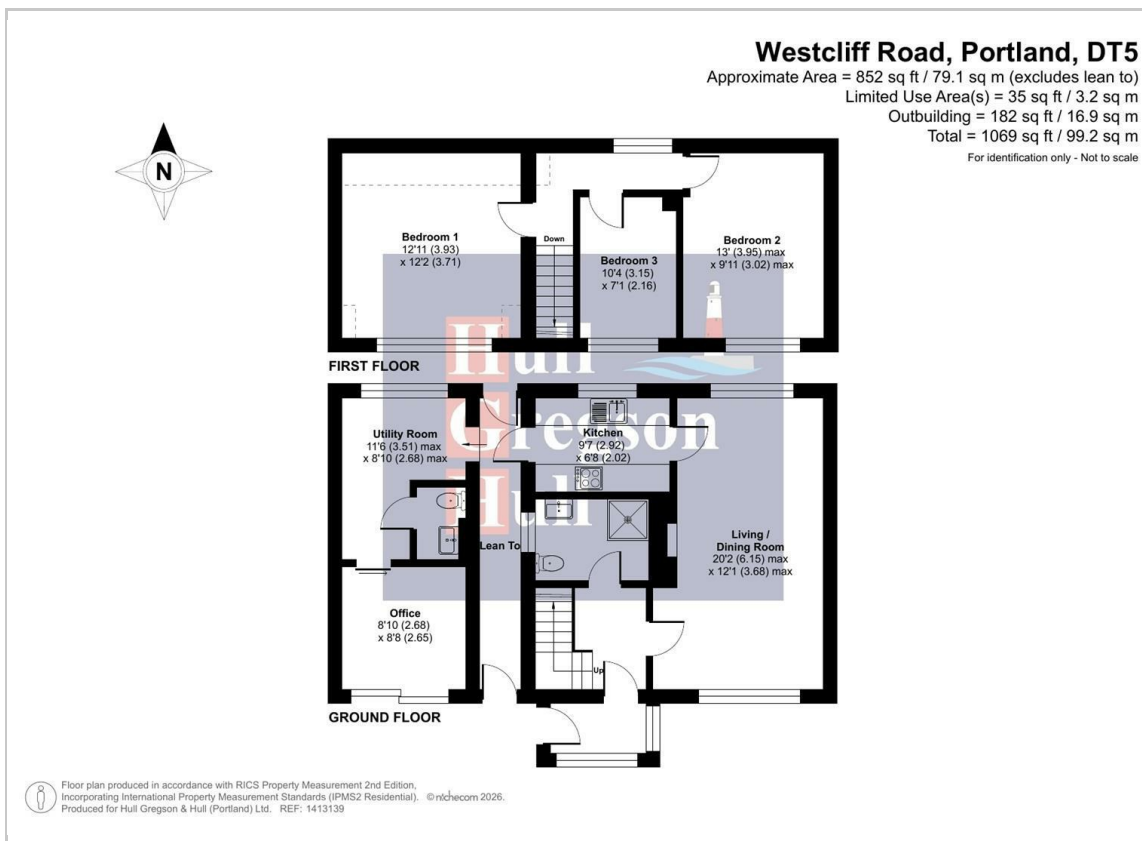 Westcliff Road, Portland, DT5
Approximate Area = 852 sq ft / 79.1 sq m (excludes lean to)
Limited Use Area(s) = 35 sq ft / 3.2 sq m
Outbuilding = 182 sq ft / 16.9 sq m
Total = 1069 sq ft / 99.2 sq m
For identification only - Not to scale
N
Bedroom 1
12'11 (3.93)
x 12'2 (3.71)
Down
Bedroom 3
10'4 (3.15)
x 7'1 (2.16)
Bedroom 2
13' (3.95) max
x 9'11 (3.02) max
FIRST FLOOR
Hull
Gregson
Hull
Utility Room
11'6 (3.51) max
x 8'10 (2.68) max
Kitchen
9'7 (2.92)
x 6'8 (2.02)
Lean To
Living /
Dining Room
20'2 (6.15) max
x 12'1 (3.68) max
Office
8'10 (2.68)
x 8'8 (2.65)
Up
GROUND FLOOR
Floor plan produced in accordance with RICS Property Measurement 2nd Edition,
Incorporating International Property Measurement Standards (IPMS2 Residential). ©nichecom 2026.
Produced for Hull Gregson & Hull (Portland) Ltd. REF: 1413139